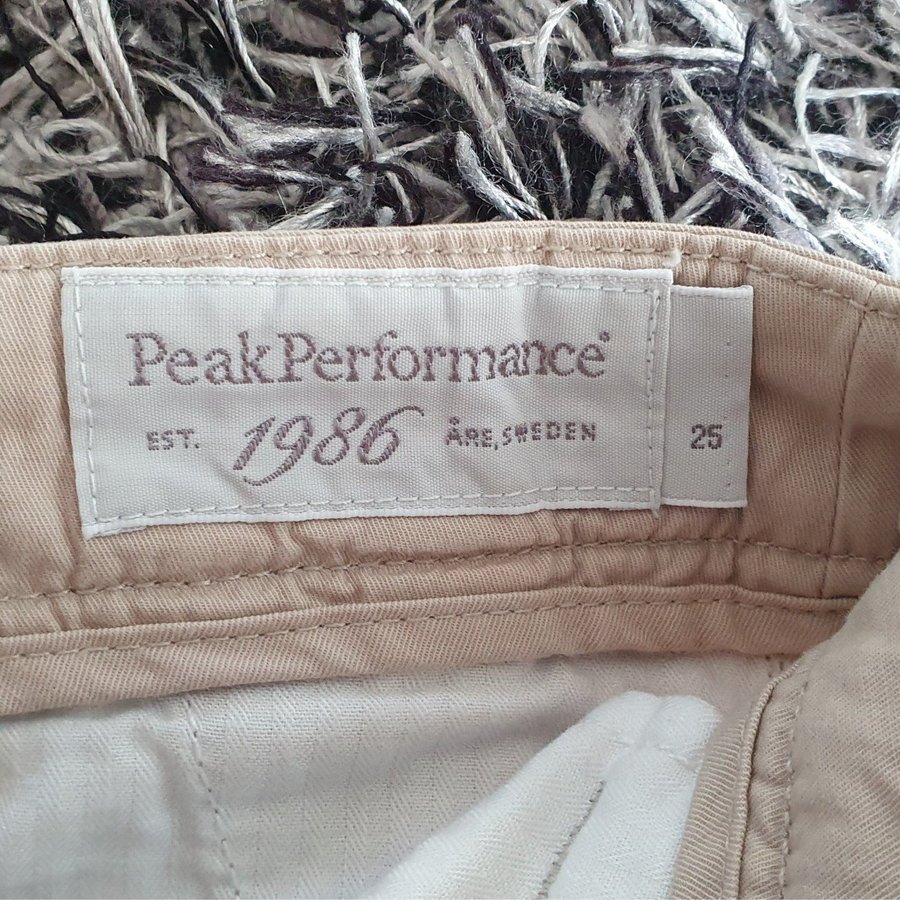 PeakPerformance®
EST. 1986 ÅRE, SWEDEN
25